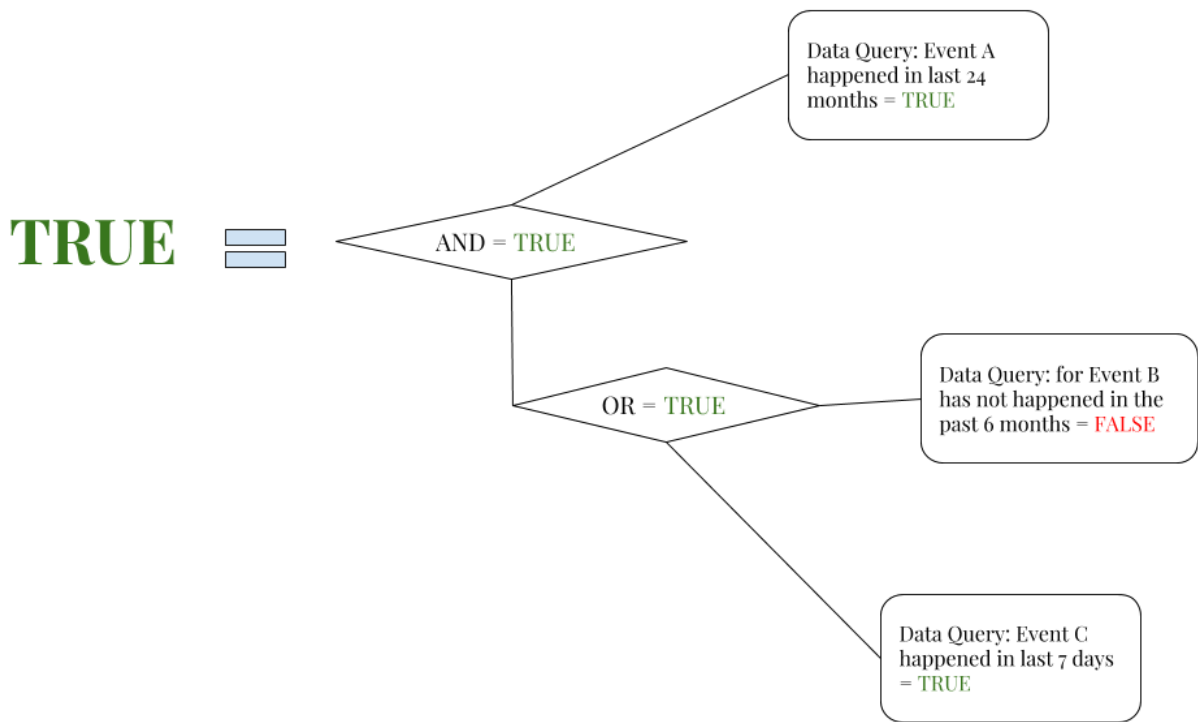 Data Query: Event A
happened in last 24
months = TRUE
TRUE
AND = TRUE
OR = TRUE
Data Query: for Event B
has not happened in the
past 6 months = FALSE
Data Query: Event C
happened in last 7 days
= TRUE